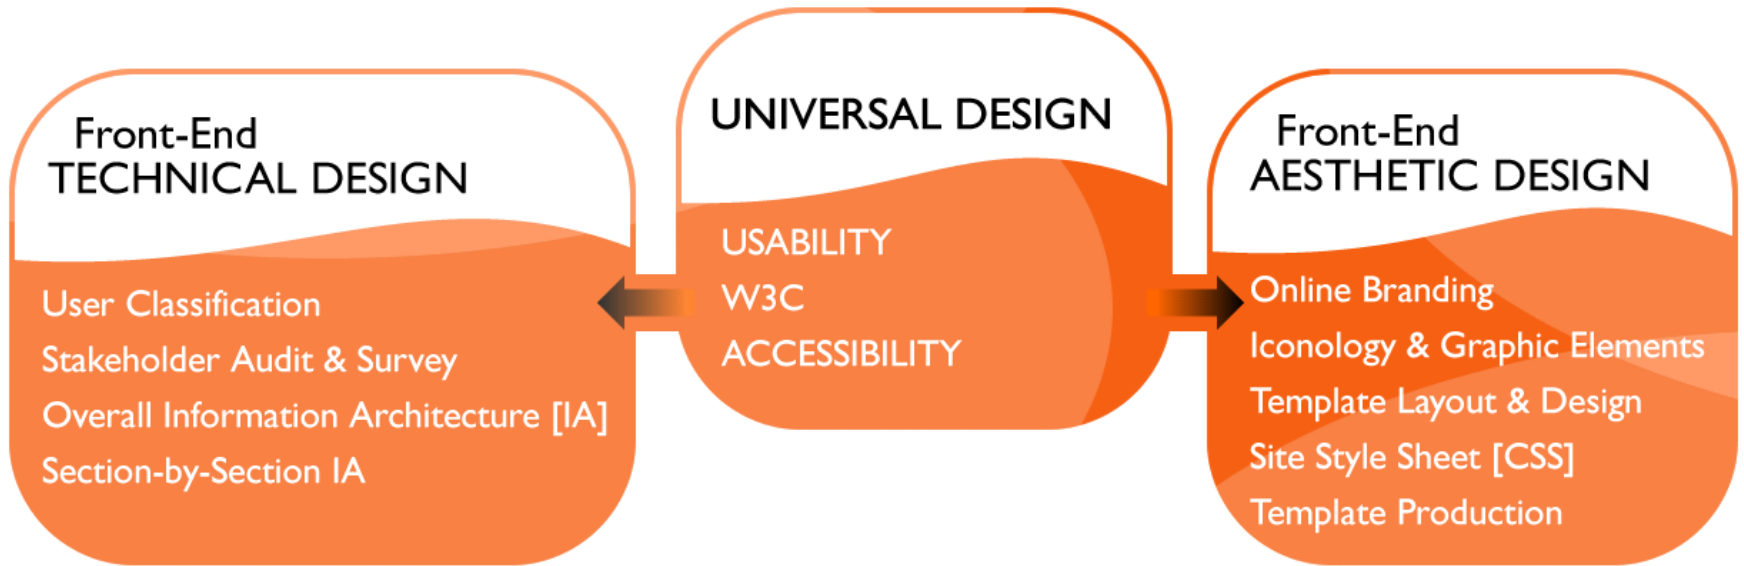 Front-End
TECHNICAL DESIGN
User Classification
Stakeholder Audit & Survey
Overall Information Architecture [IA]
Section-by-Section IA
UNIVERSAL DESIGN
USABILITY
W3C
ACCESSIBILITY
Front-End
AESTHETIC DESIGN
Online Branding
Iconology & Graphic Elements
Template Layout & Design
Site Style Sheet [CSS]
Template Production